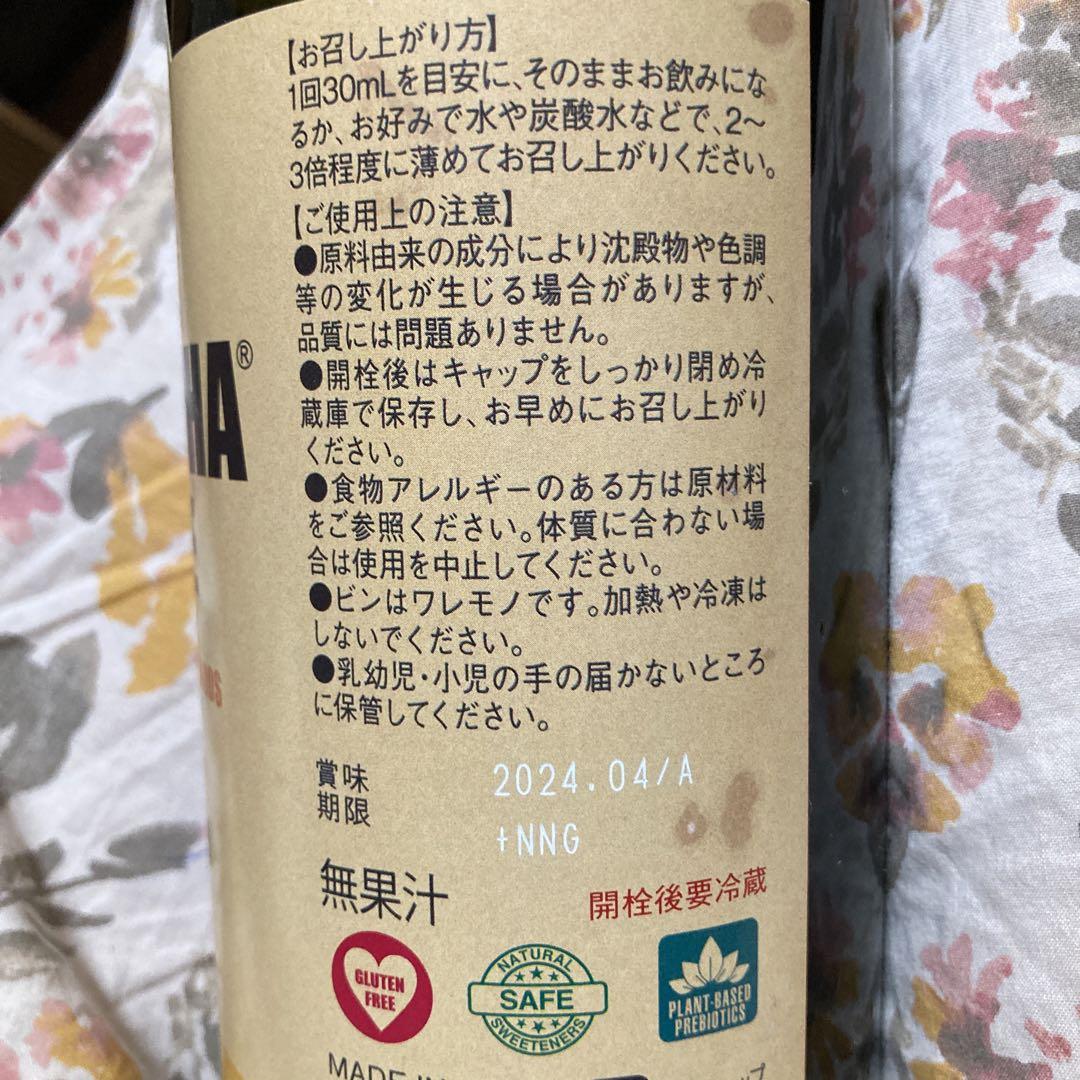 【お召し上がり方】
1回30mLを目安に、そのままお飲みにな
るか、お好みで水や炭酸水などで、2〜
3倍程度に薄めてお召し上がりください。
【ご使用上の注意】
●原料由来の成分により沈殿物や色調
等の変化が生じる場合がありますが、
品質には問題ありません。
●開栓後はキャップをしっかり閉め冷
蔵庫で保存し、お早めにお召し上がり
ください。
●食物アレルギーのある方は原材料
をご参照ください。体質に合わない場
合は使用を中止してください。
●ビンはワレモノです。加熱や冷凍は
しないでください。
●乳幼児・小児の手の届かないところ
に保管してください。
HA®
賞味
期限
2024.04/A
+NNG
無果汁
開栓後要冷蔵
GLUTEN
FREE
NATURAL
SAFE
SWEETENERS
PLANT-BASED
PREBIOTICS
MADE IN
ップ